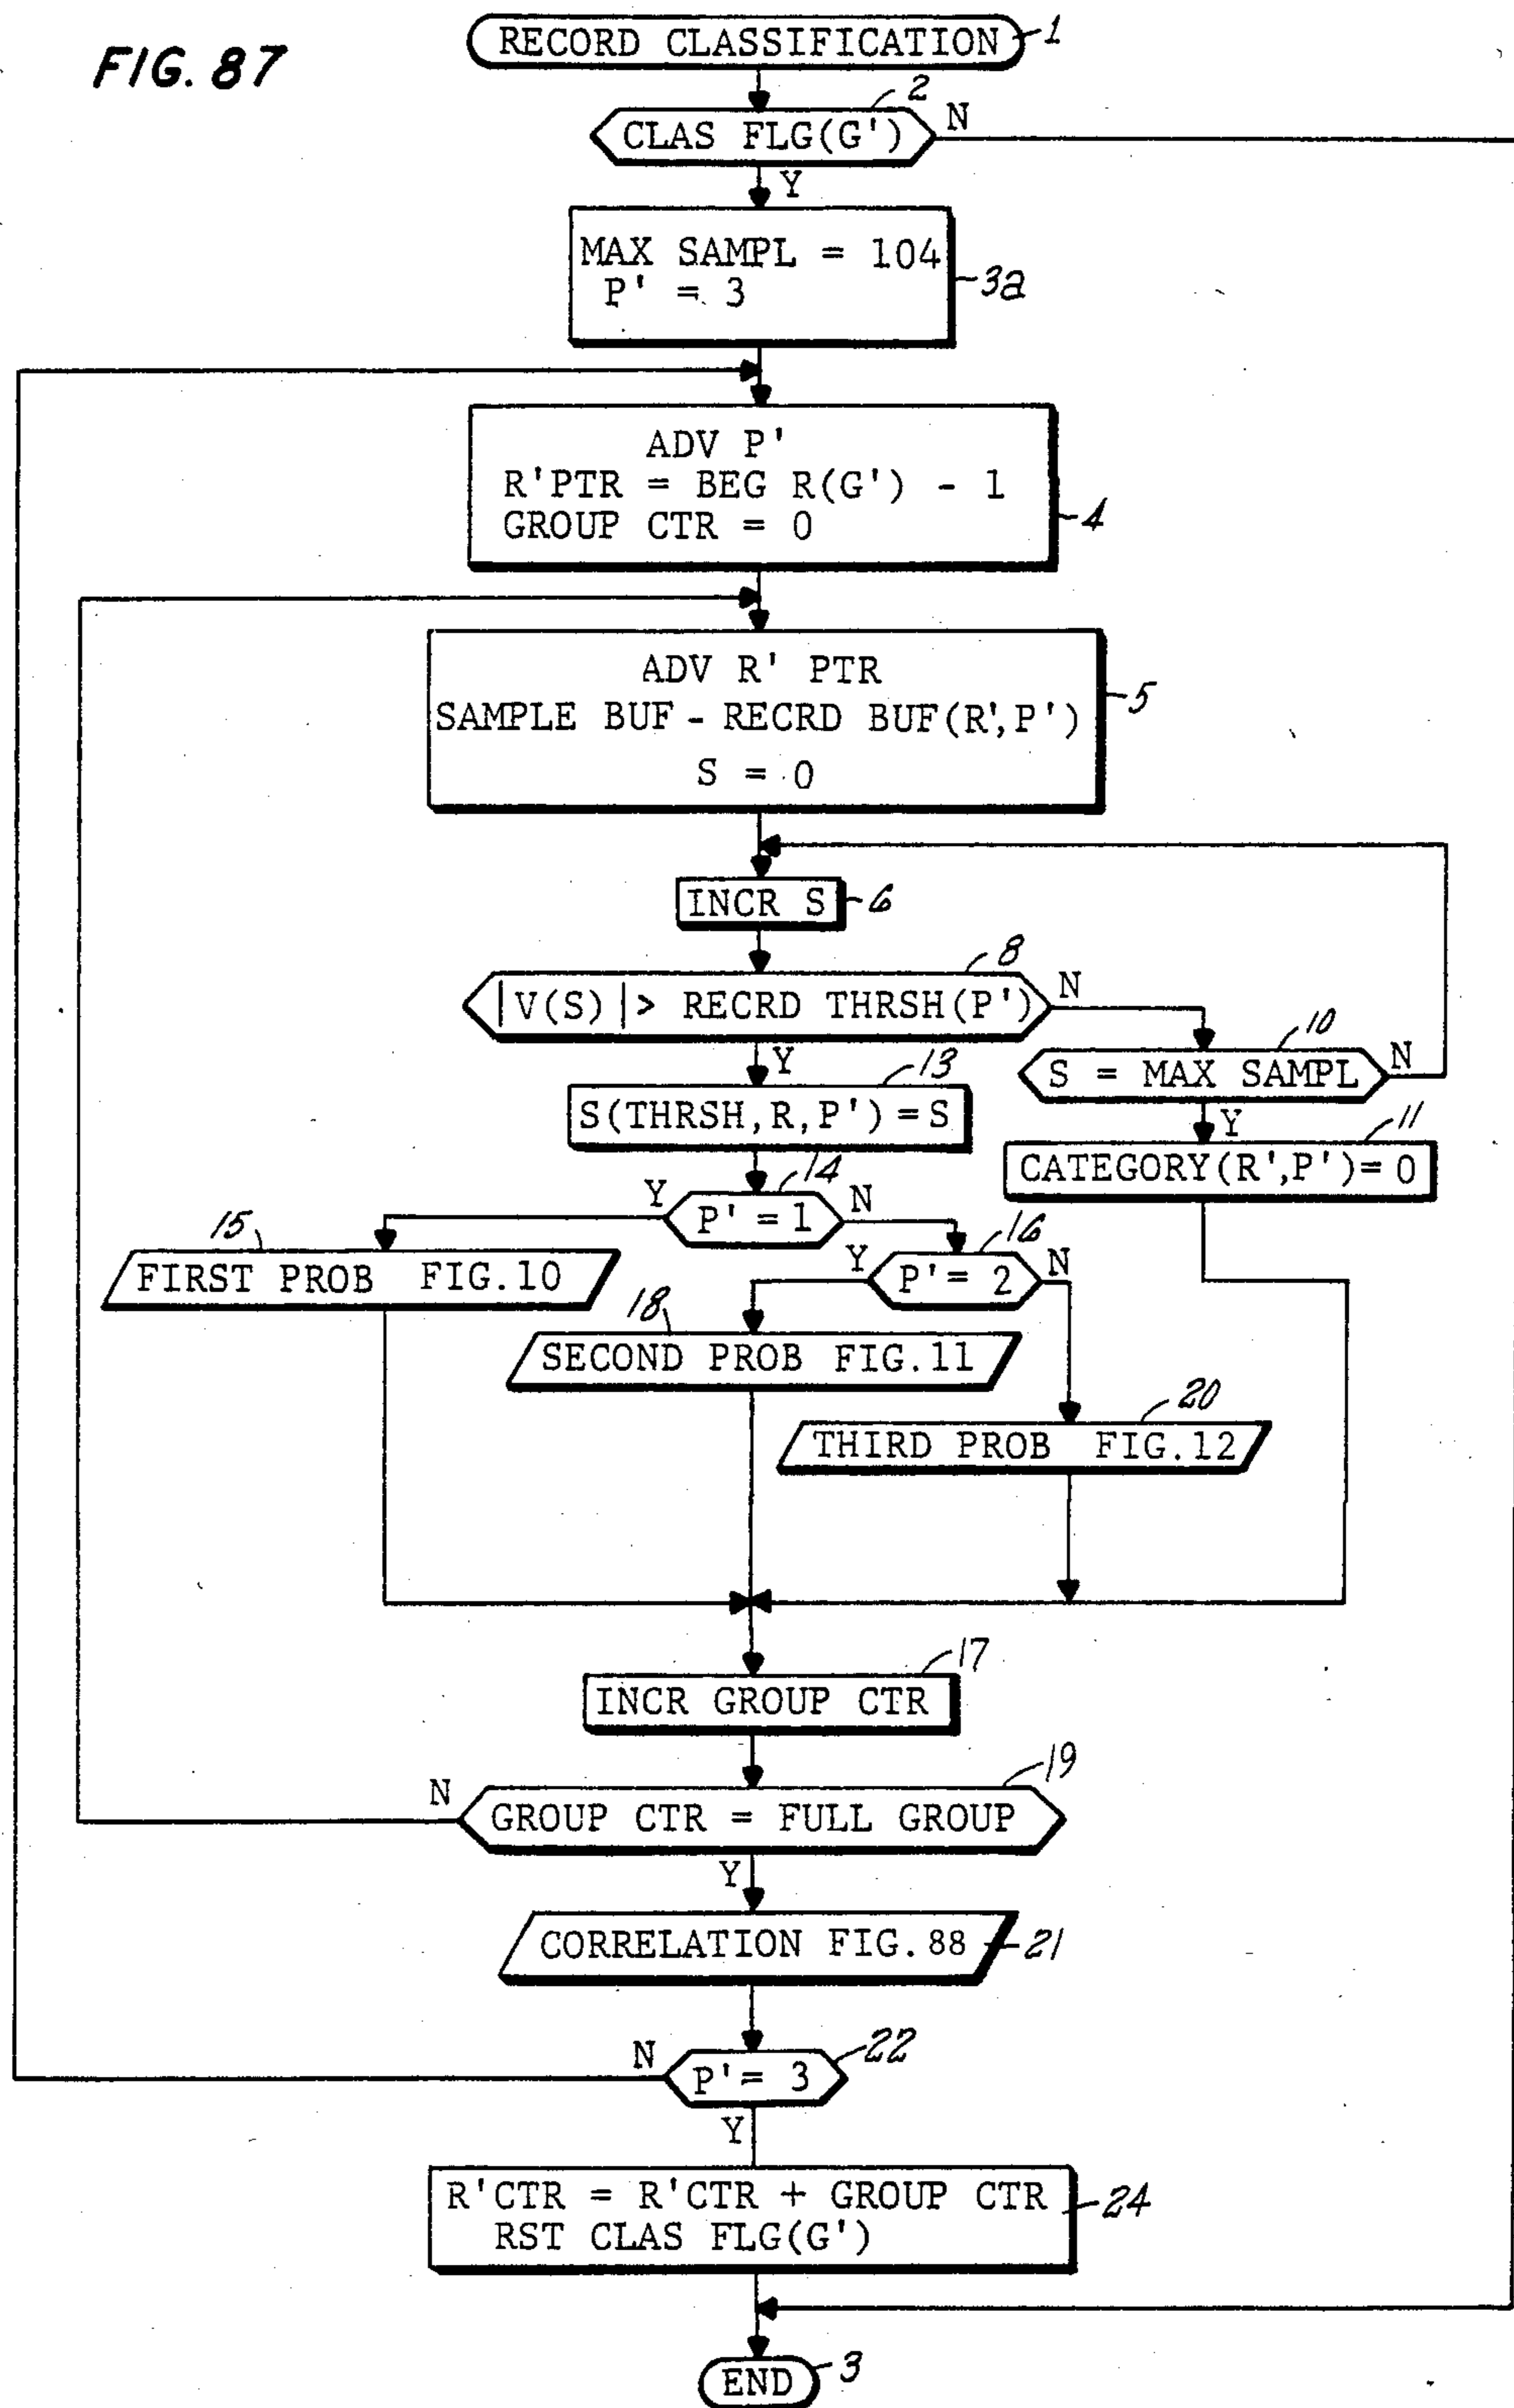 FIG. 87
RECORD CLASSIFICATION 1
2
CLAS FLG(G') N
Y
MAX SAMPL = 104
P' = 3
3a
ADV P'
R'PTR = BEG R(G') - 1
GROUP CTR = 0
4
ADV R' PTR
SAMPLE BUF - RECRD BUF(R',P')
S = 0
5
INCR S 6
8
|V(S)| > RECRD THRSH(P') N
Y
10
S = MAX SAMPL N
Y
13
S(THRSH,R,P') = S
11
CATEGORY(R',P') = 0
14
Y P' = 1 N
15
FIRST PROB FIG.10
16
Y P' = 2 N
18
SECOND PROB FIG.11
20
THIRD PROB FIG.12
17
INCR GROUP CTR
19
N GROUP CTR = FULL GROUP
Y
CORRELATION FIG.88 21
N P' = 3 22
Y
R'CTR = R'CTR + GROUP CTR
RST CLAS FLG(G')
24
END 3